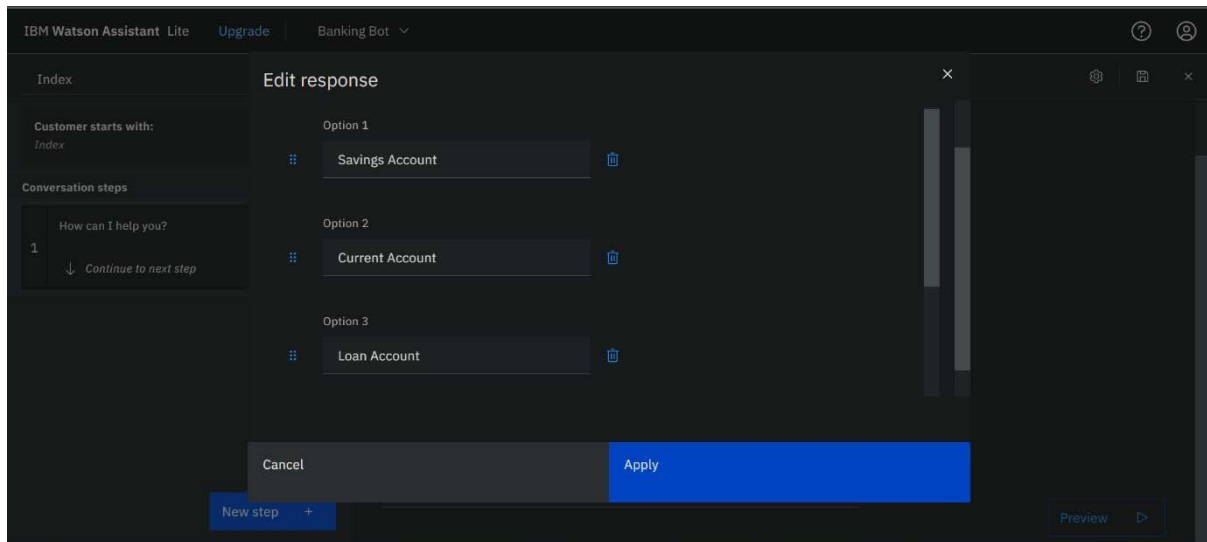 IBM Watson Assistant Lite Upgrade Banking Bot
Index
Edit response
Customer starts with:
Index
Option 1
Savings Account
Conversation steps
How can I help you?
1
Continue to next step
Option 2
Current Account
Option 3
Loan Account
Cancel
Apply
New step +
Preview